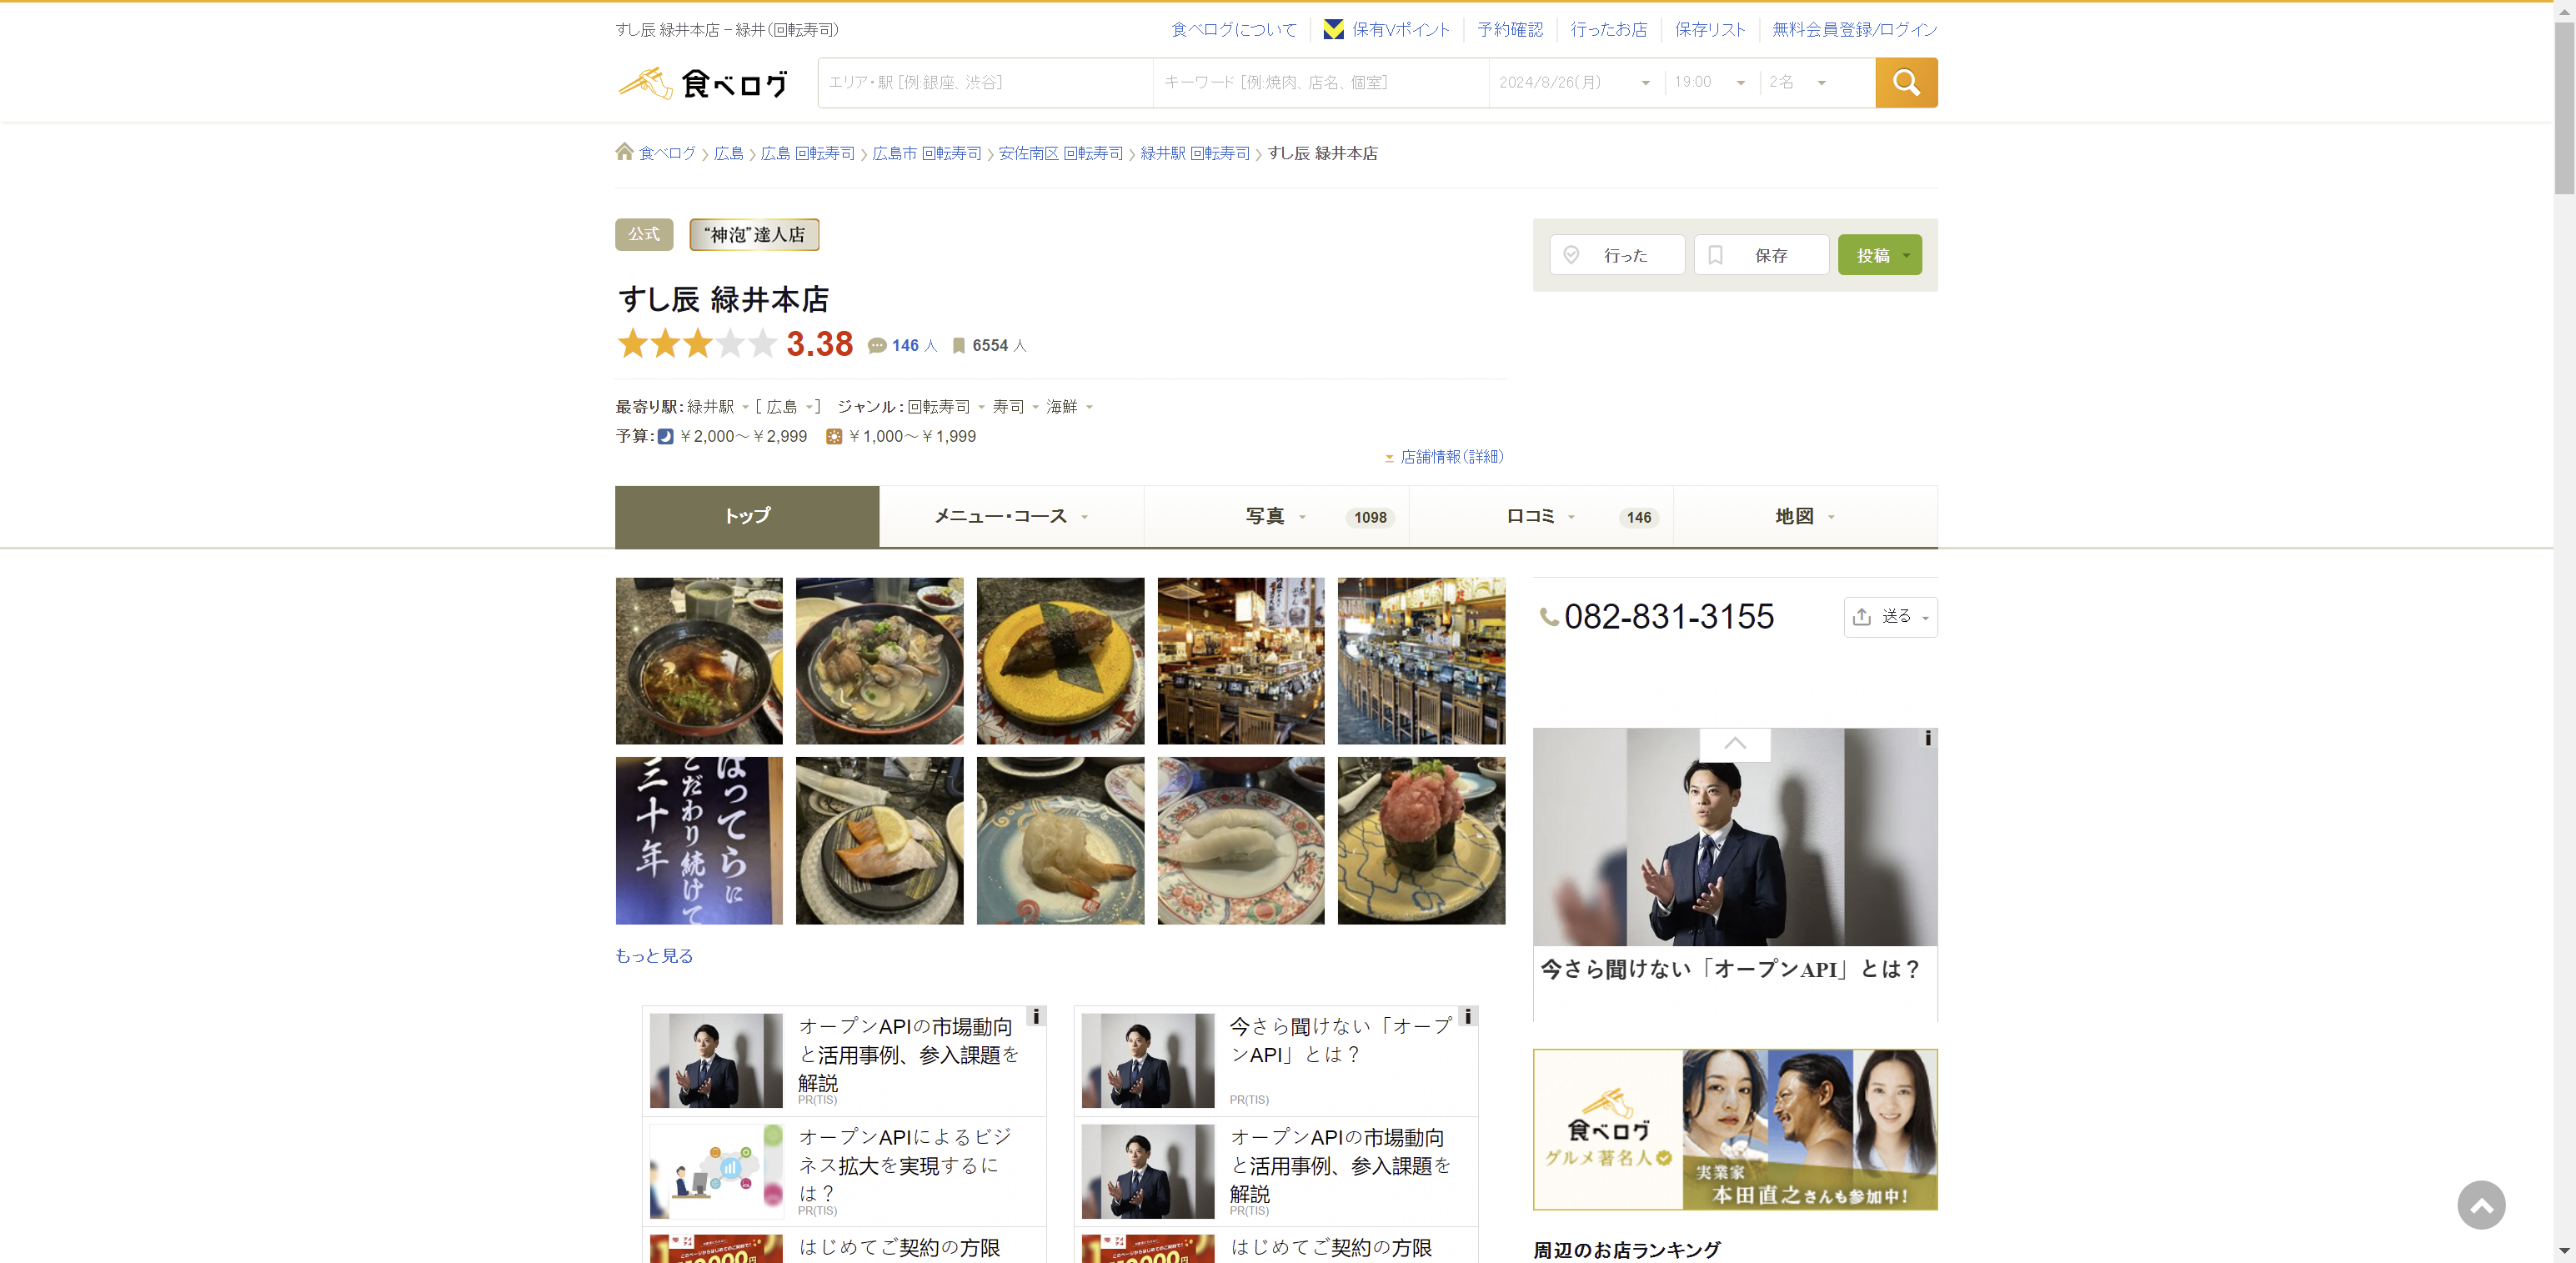 すし辰 緑井本店 - 緑井（回転寿司）
食べログについて
保有Vポイント
予約確認
行ったお店
保存リスト
無料会員登録/ログイン
食べログ
エリア・駅 [例:銀座、渋谷]
キーワード [例:焼肉、店名、個室]
2024/8/26(月)
19:00
2名
食べログ
広島
広島 回転寿司
広島市 回転寿司
安佐南区 回転寿司
緑井駅 回転寿司
すし辰 緑井本店
公式
“神泡”達人店
行った
保存
投稿
すし辰 緑井本店
3.38
146 人
6554 人
最寄り駅：緑井駅 [ 広島 ] ジャンル：回転寿司 寿司 海鮮
予算： ￥2,000～￥2,999 ￥1,000～￥1,999
店舗情報（詳細）
トップ
メニュー・コース
写真
1098
口コミ
146
地図
082-831-3155
送る
はってらに
こだわり続けて
三十年
もっと見る
今さら聞けない「オープンAPI」とは？
オープンAPIの市場動向
と活用事例、参入課題を
解説
PR(TIS)
今さら聞けない「オープ
ンAPI」とは？
PR(TIS)
オープンAPIによるビジ
ネス拡大を実現するに
は？
PR(TIS)
オープンAPIの市場動向
と活用事例、参入課題を
解説
PR(TIS)
はじめてご契約の方限
はじめてご契約の方限
食べログ
グルメ著名人
実業家
本田直之さんも参加中！
周辺のお店ランキング